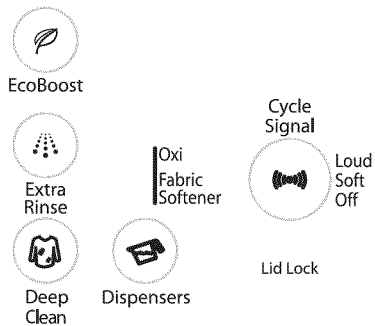 EcoBoost
Cycle
Signal
Oxi
Fabric
Softener
Loud
Soft
Off
Extra
Rinse
Lid Lock
Deep
Clean
Dispensers